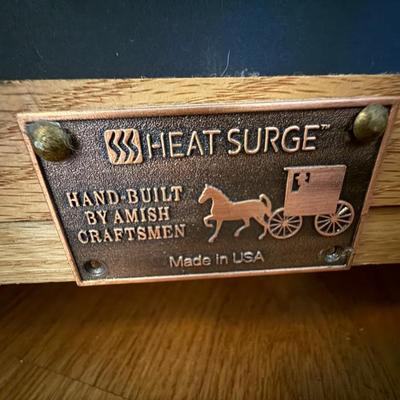 HEAT SURGE™
HAND-BUILT
BY AMISH
CRAFTSMEN
Made in USA